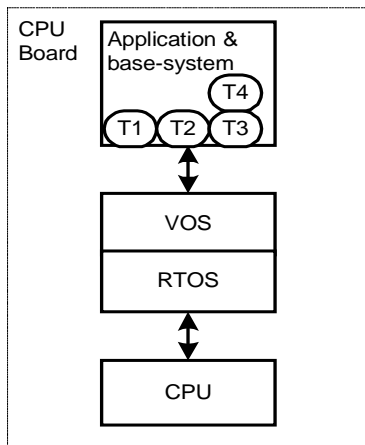 CPU
Board
Application &
base-system
T4
T1 T2 T3
VOS
RTOS
CPU